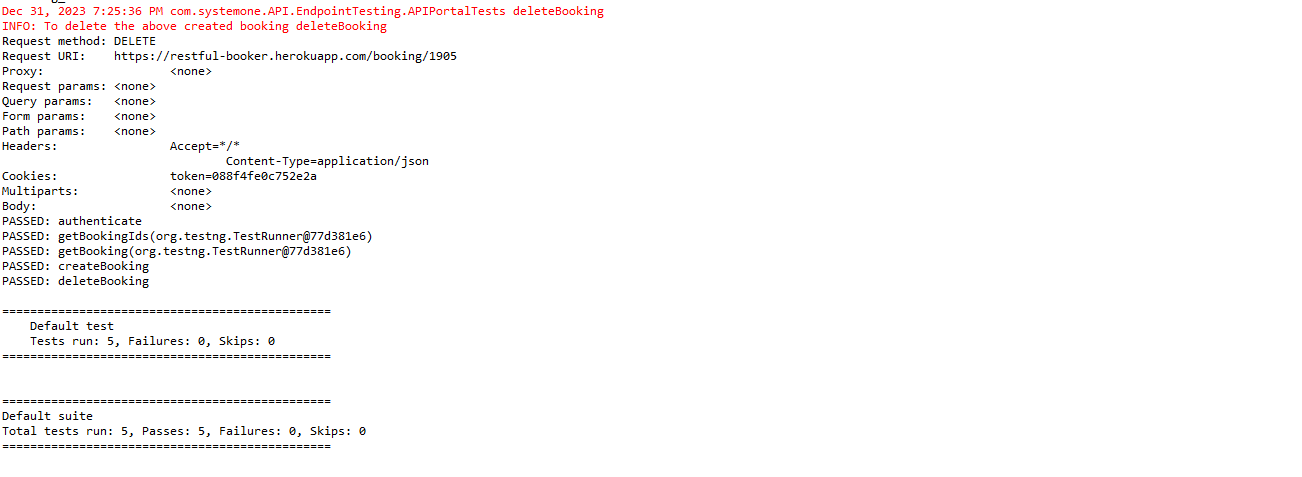 Dec 31, 2023 7:25:36 PM com.systemone.API.EndpointTesting.APIPortalTests deleteBooking
INFO: To delete the above created booking deleteBooking
Request method: DELETE
Request URI: https://restful-booker.herokuapp.com/booking/1905
Proxy: <none>
Request params: <none>
Query params: <none>
Form params: <none>
Path params: <none>
Headers: Accept=*/*
Content-Type=application/json
Cookies: token=088f4fe0c752e2a
Multiparts: <none>
Body: <none>
PASSED: authenticate
PASSED: getBookingIds(org.testng.TestRunner@77d381e6)
PASSED: getBooking(org.testng.TestRunner@77d381e6)
PASSED: createBooking
PASSED: deleteBooking
===============================================
Default test
Tests run: 5, Failures: 0, Skips: 0
===============================================
===============================================
Default suite
Total tests run: 5, Passes: 5, Failures: 0, Skips: 0
===============================================